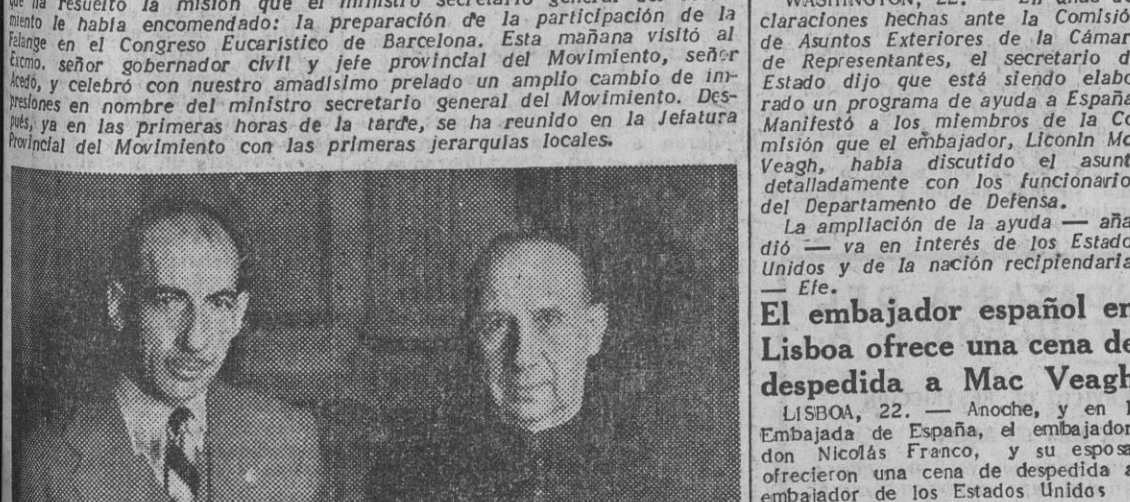 que ha resuelto la misión que el ministro secretario general del
miento le había encomendado: la preparación de la participación de la
Falange en el Congreso Eucarístico de Barcelona. Esta mañana visitó al
Excmo. señor gobernador civil y jefe provincial del Movimiento, señor
Acedo, y celebró con nuestro amadísimo prelado un amplio cambio de im-
presiones en nombre del ministro secretario general del Movimiento. Des-
pués, ya en las primeras horas de la tarde, se ha reunido en la Jefatura
Provincial del Movimiento con las primeras jerarquías locales.
WASHINGTON, 22. — En unas de
claraciones hechas ante la Comisió
de Asuntos Exteriores de la Cámar
de Representantes, el secretario d
Estado dijo que está siendo elabo
rado un programa de ayuda a España
Manifestó a los miembros de la Co
misión que el embajador, Liconln Mc
Veagh, había discutido el asunt
detalladamente con los funcionario
del Departamento de Defensa.
La ampliación de la ayuda — aña
dió — va en interés de los Estado
Unidos y de la nación recipiendaria
— Efe.
El embajador español en
Lisboa ofrece una cena de
despedida a Mac Veagh
LISBOA, 22. — Anoche, y en l
Embajada de España, el embajador
don Nicolás Franco, y su esposa
ofrecieron una cena de despedida a
embajador de los Estados Unidos